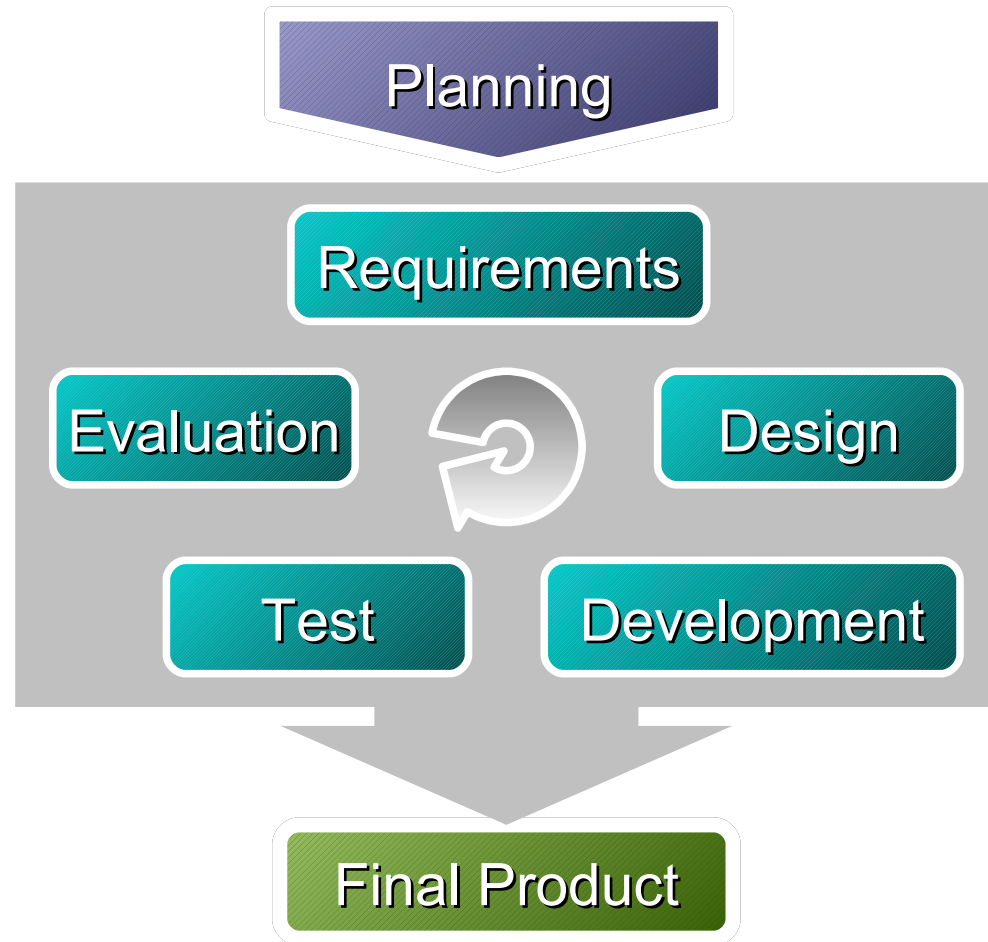 Planning
Requirements
Evaluation
Design
Test
Development
Final Product